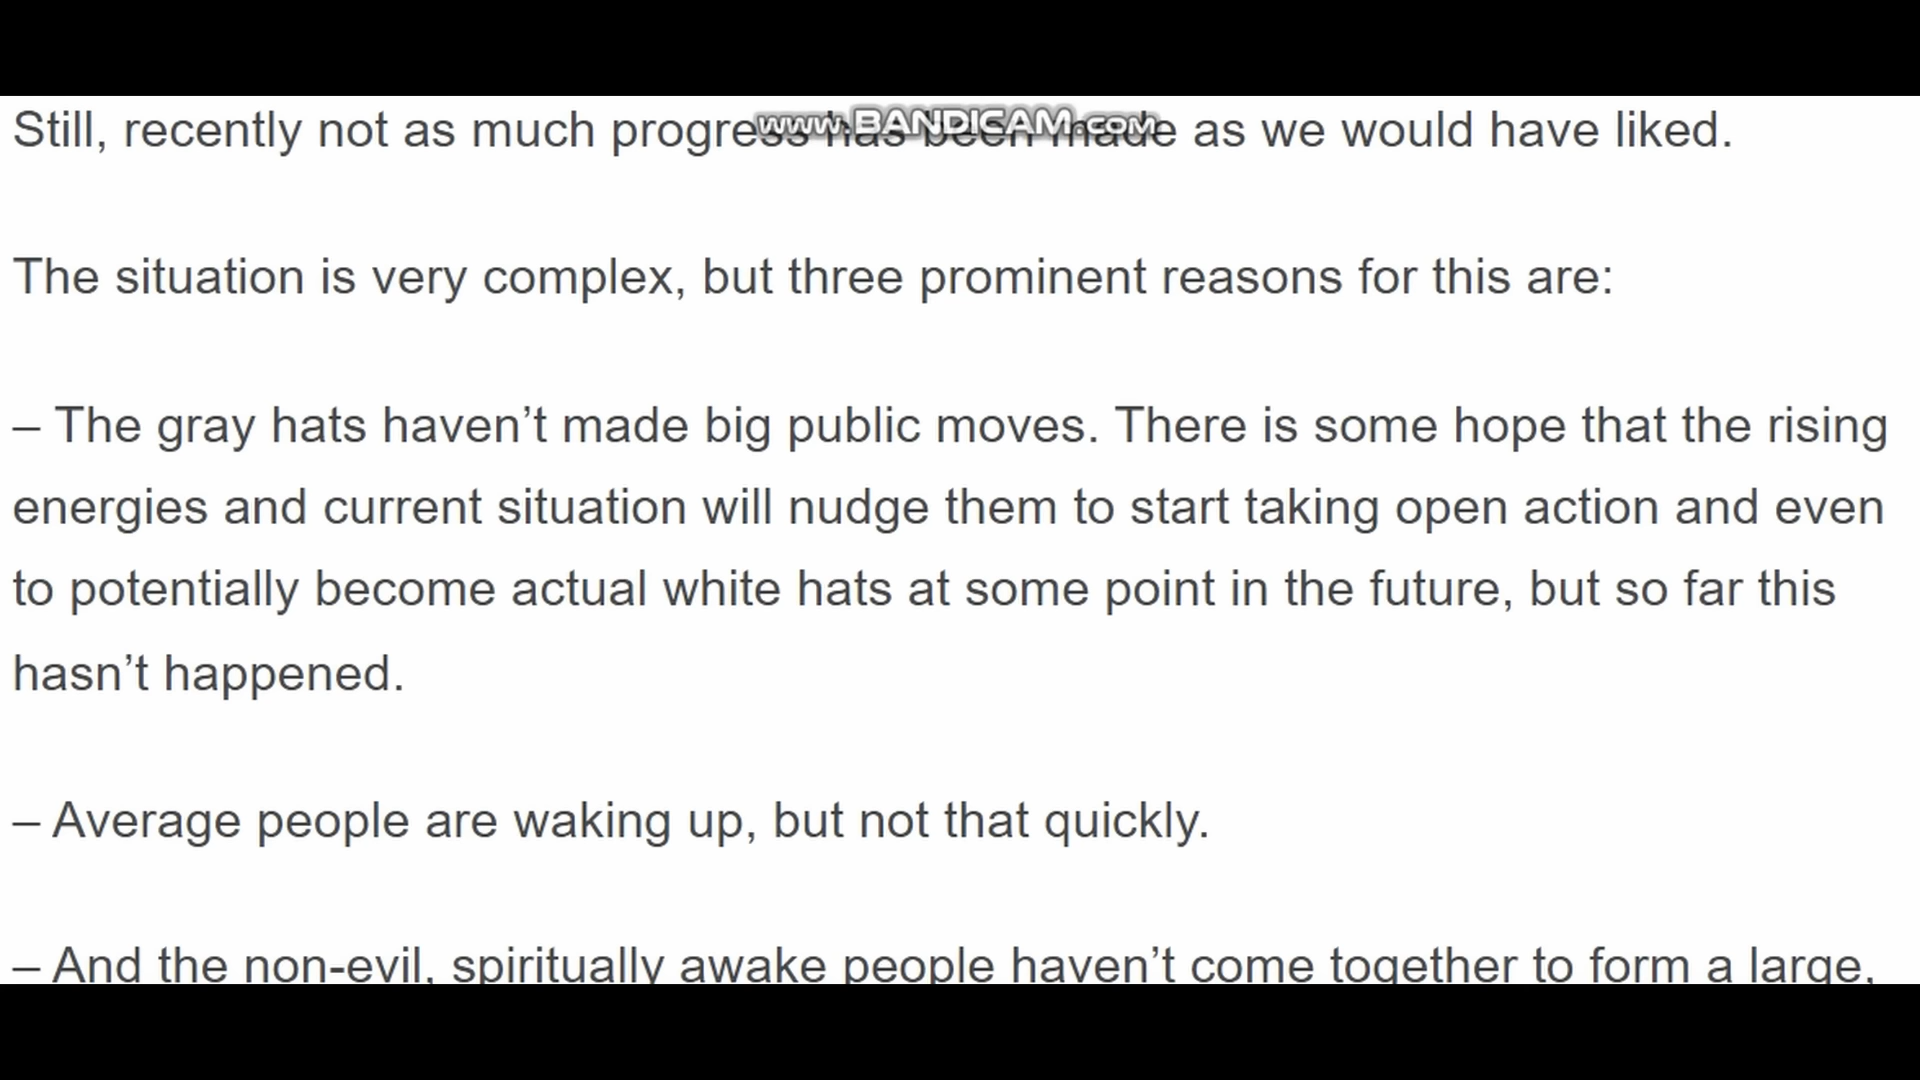 Still, recently not as much progress has been made as we would have liked.
www.BANDICAM.com
The situation is very complex, but three prominent reasons for this are:
– The gray hats haven’t made big public moves. There is some hope that the rising
energies and current situation will nudge them to start taking open action and even
to potentially become actual white hats at some point in the future, but so far this
hasn’t happened.
– Average people are waking up, but not that quickly.
– And the non-evil, spiritually awake people haven’t come together to form a large,